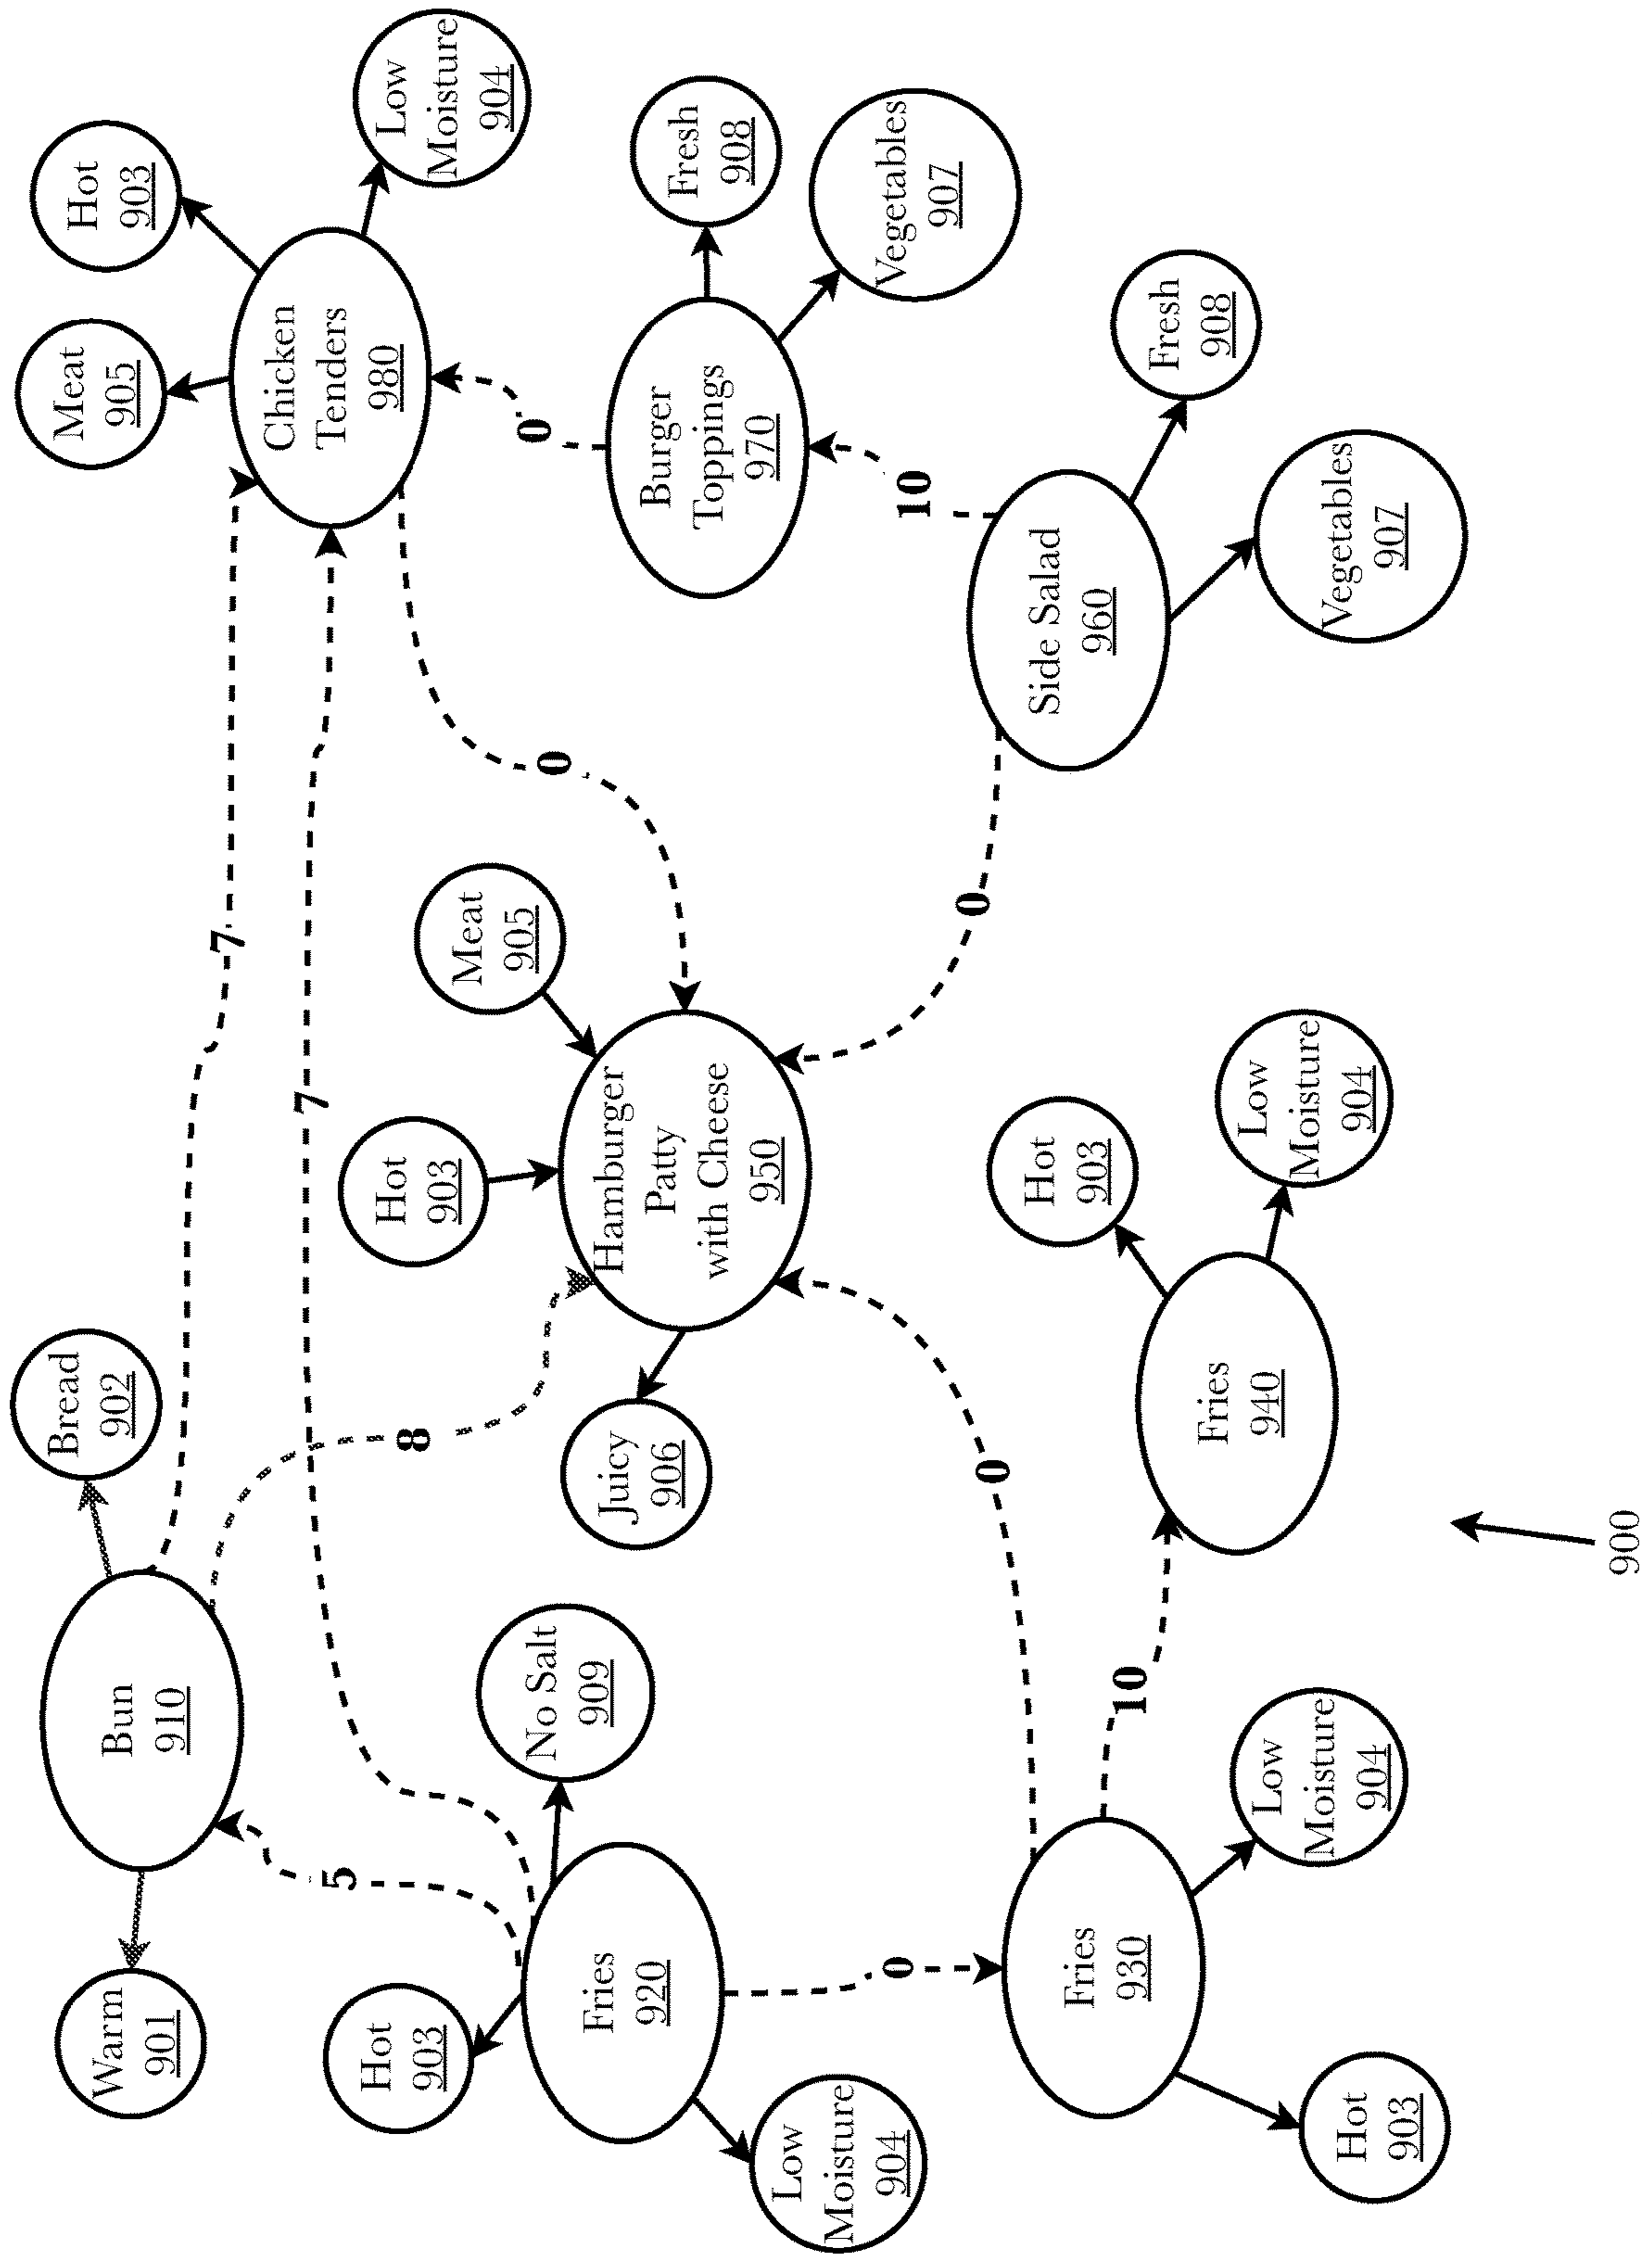 Warm
901
Bun
910
Bread
902
Meat
905
Hot
903
Chicken
Tenders
980
Low
Moisture
904
7
7
5
8
0
0
10
0
0
10
0
Hot
903
Fries
920
No Salt
909
Low
Moisture
904
Juicy
906
Hot
903
Meat
905
Hamburger
Patty
with Cheese
950
Burger
Toppings
970
Fresh
908
Vegetables
907
Fries
930
Hot
903
Low
Moisture
904
Fries
940
Hot
903
Low
Moisture
904
Side Salad
960
Fresh
908
Vegetables
907
900